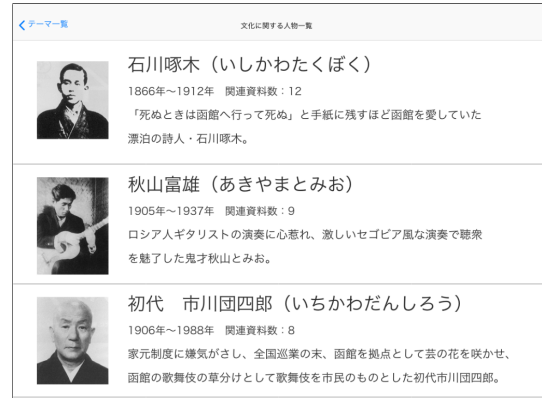 テーマ一覧
文化に関する人物一覧
石川啄木（いしかわたくぼく）
1866年〜1912年　関連資料数：12
「死ぬときは函館へ行って死ぬ」と手紙に残すほど函館を愛していた
漂泊の詩人・石川啄木。
秋山富雄（あきやまとみお）
1905年〜1937年　関連資料数：9
ロシア人ギタリストの演奏に心惹れ、激しいセゴビア風な演奏で聴衆
を魅了した鬼才秋山とみお。
初代　市川団四郎（いちかわだんしろう）
1906年〜1988年　関連資料数：8
家元制度に嫌気がさし、全国巡業の末、函館を拠点として芸の花を咲かせ、
函館の歌舞伎の草分けとして歌舞伎を市民のものとした初代市川団四郎。